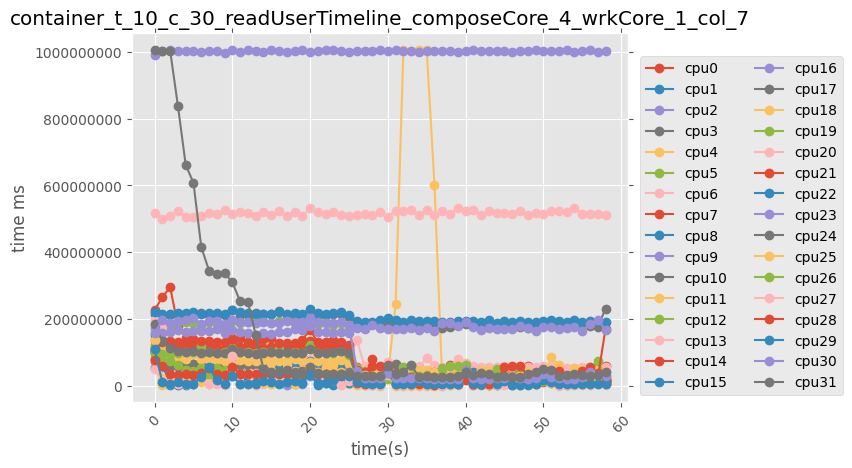 container_t_10_c_30_readUserTimeline_composeCore_4_wrkCore_1_col_7
1000000000
800000000
600000000
400000000
200000000
0
time ms
0
10
20
30
40
50
60
time(s)
cpu0
cpu1
cpu2
cpu3
cpu4
cpu5
cpu6
cpu7
cpu8
cpu9
cpu10
cpu11
cpu12
cpu13
cpu14
cpu15
cpu16
cpu17
cpu18
cpu19
cpu20
cpu21
cpu22
cpu23
cpu24
cpu25
cpu26
cpu27
cpu28
cpu29
cpu30
cpu31